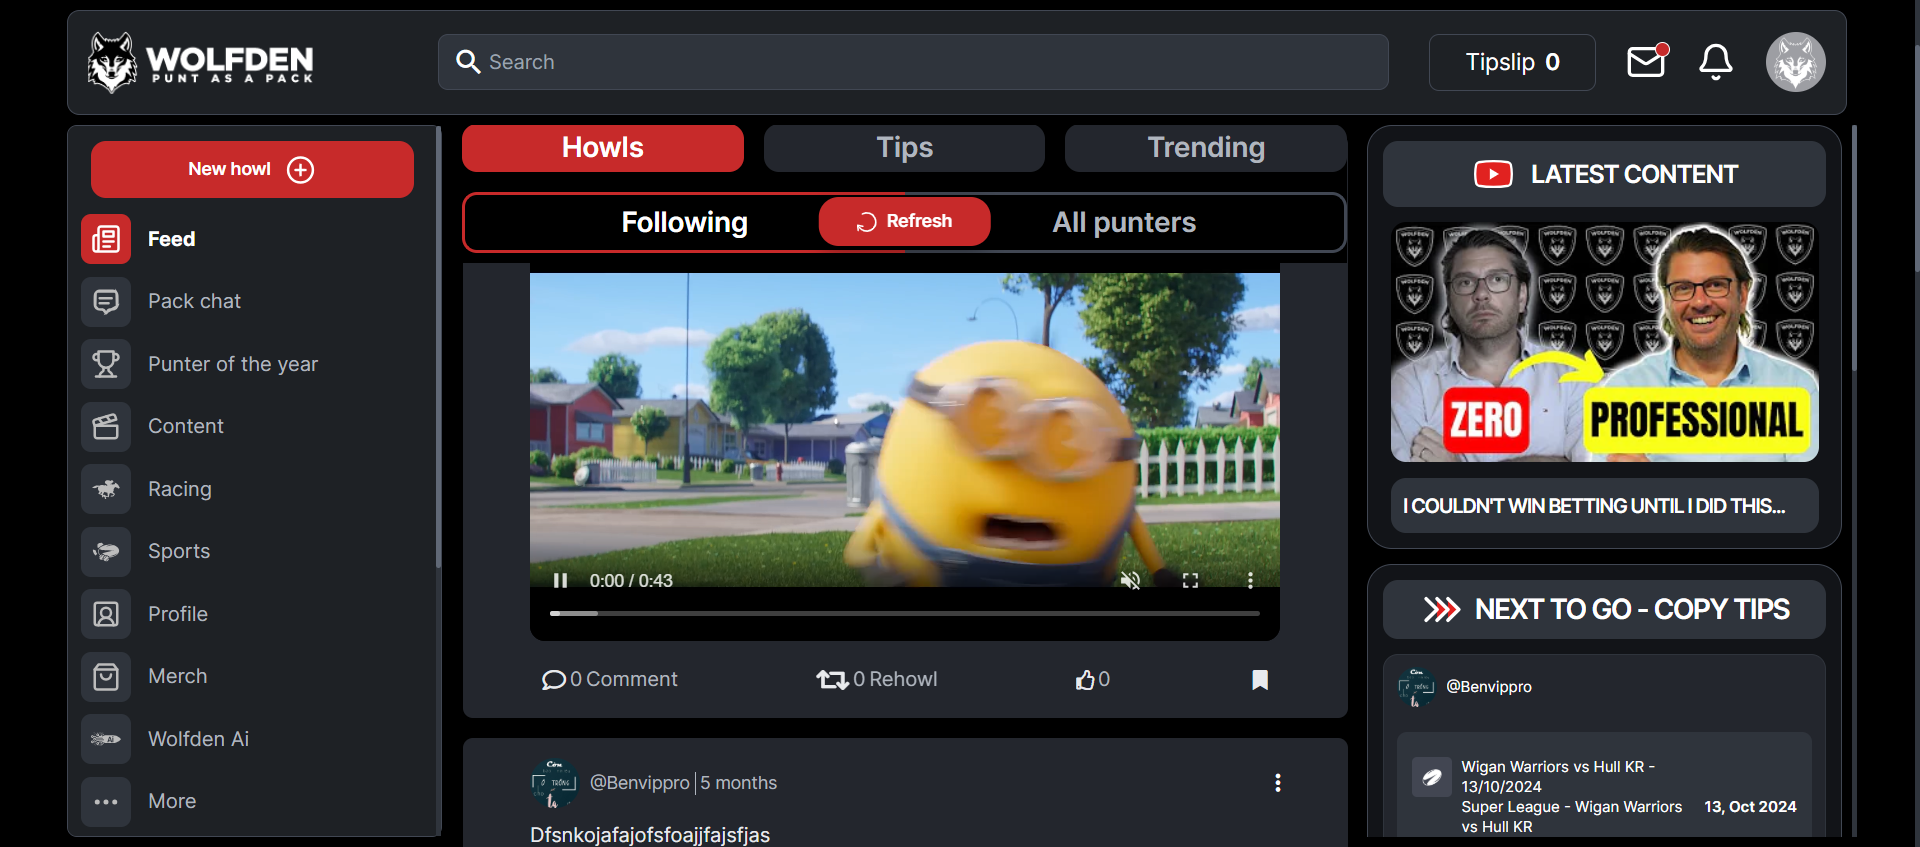 WOLFDEN
PUNT AS A PACK
Search
Tipslip 0
New howl
Feed
Pack chat
Punter of the year
Content
Racing
Sports
Profile
Merch
Wolfden Ai
More
Howls
Tips
Trending
Following
Refresh
All punters
0:00 / 0:43
0 Comment
0 Rehowl
0
@Benvippro | 5 months
Dfsnkojafajofsfoajjfajsfjas
LATEST CONTENT
ZERO
PROFESSIONAL
I COULDN'T WIN BETTING UNTIL I DID THIS...
NEXT TO GO - COPY TIPS
@Benvippro
Wigan Warriors vs Hull KR -
13/10/2024
Super League - Wigan Warriors
vs Hull KR
13, Oct 2024